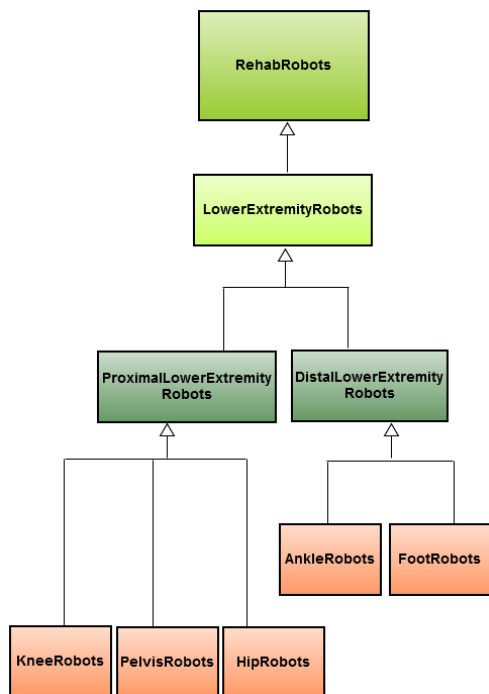 RehabRobots
LowerExtremityRobots
ProximalLowerExtremity
Robots
DistalLowerExtremity
Robots
AnkleRobots
FootRobots
KneeRobots
PelvisRobots
HipRobots